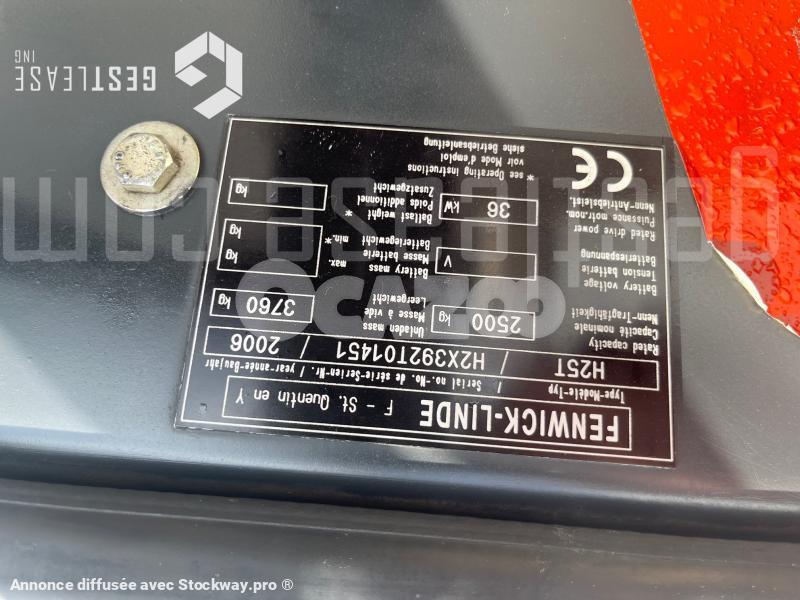 FENWICK-LINDE F - St. Quentin en Y
Type-Modèle-Typ / Serial no.-No. de série-Serien-Nr. / year-année-Baujahr
H25T / H2X392T01451 / 2006
Rated capacity
Capacité nominale
Nenn-Tragfähigkeit
2500 kg
Unladen mass
Masse à vide
Leergewicht
3760 kg
Battery voltage
Tension batterie
Batteriespannung
V
Battery mass
Masse batterie
Batteriegewicht
max. kg
min.* kg
Rated drive power
Puissance mot.nom.
Nenn-Antriebsleist.
36 kW
Ballast weight *
Poids additionnel
Zusatzgewicht
kg
CE
* see Operating instructions
voir Mode d'emploi
siehe Betriebsanleitung
GESTLEASE
ING
gestlease.com
OCAZOO
Annonce diffusée avec Stockway.pro ®